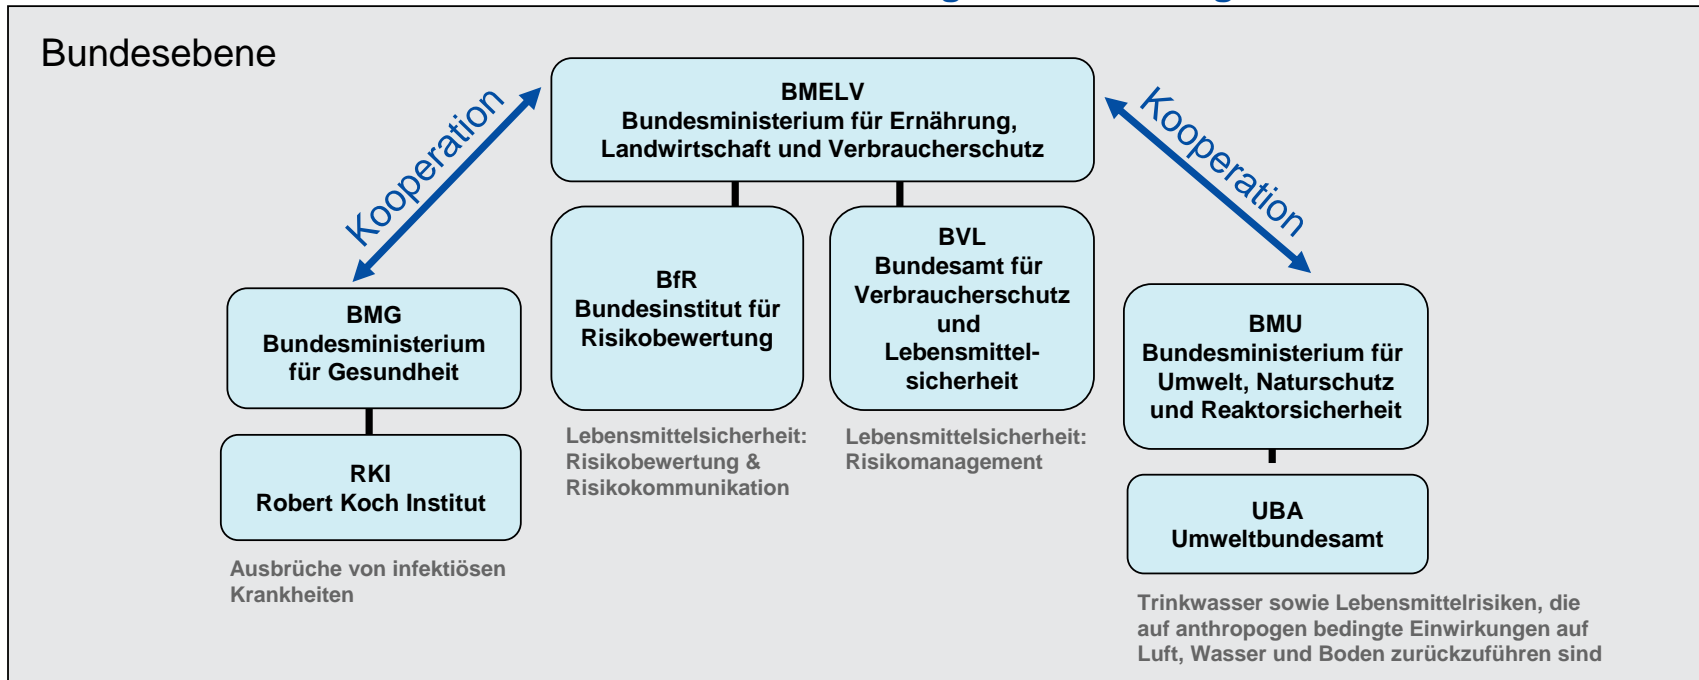 Bundesebene
BMELV
Bundesministerium für Ernährung,
Landwirtschaft und Verbraucherschutz
Kooperation
Kooperation
BfR
Bundesinstitut für
Risikobewertung
BVL
Bundesamt für
Verbraucherschutz
und
Lebensmittel-
sicherheit
BMG
Bundesministerium
für Gesundheit
BMU
Bundesministerium für
Umwelt, Naturschutz
und Reaktorsicherheit
Lebensmittelsicherheit:
Risikobewertung &
Risikokommunikation
Lebensmittelsicherheit:
Risikomanagement
RKI
Robert Koch Institut
UBA
Umweltbundesamt
Ausbrüche von infektiösen
Krankheiten
Trinkwasser sowie Lebensmittelrisiken, die
auf anthropogen bedingte Einwirkungen auf
Luft, Wasser und Boden zurückzuführen sind